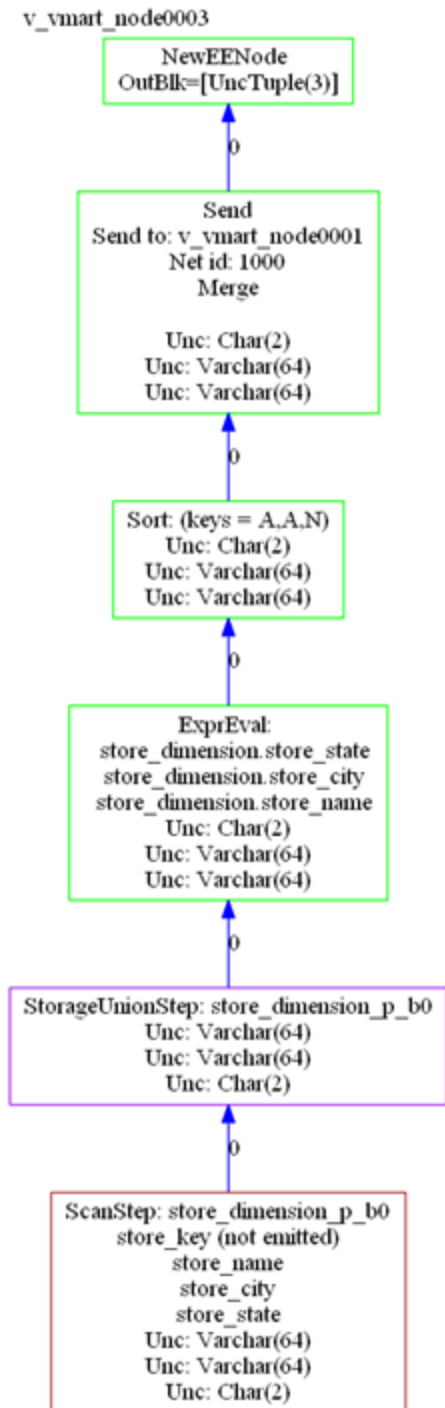 v_vmart_node0003
NewEENode
OutBlk=[UncTuple(3)]
0
Send
Send to: v_vmart_node0001
Net id: 1000
Merge
Unc: Char(2)
Unc: Varchar(64)
Unc: Varchar(64)
0
Sort: (keys = A,A,N)
Unc: Char(2)
Unc: Varchar(64)
Unc: Varchar(64)
0
ExprEval:
store_dimension.store_state
store_dimension.store_city
store_dimension.store_name
Unc: Char(2)
Unc: Varchar(64)
Unc: Varchar(64)
0
StorageUnionStep: store_dimension_p_b0
Unc: Varchar(64)
Unc: Varchar(64)
Unc: Char(2)
0
ScanStep: store_dimension_p_b0
store_key (not emitted)
store_name
store_city
store_state
Unc: Varchar(64)
Unc: Varchar(64)
Unc: Char(2)